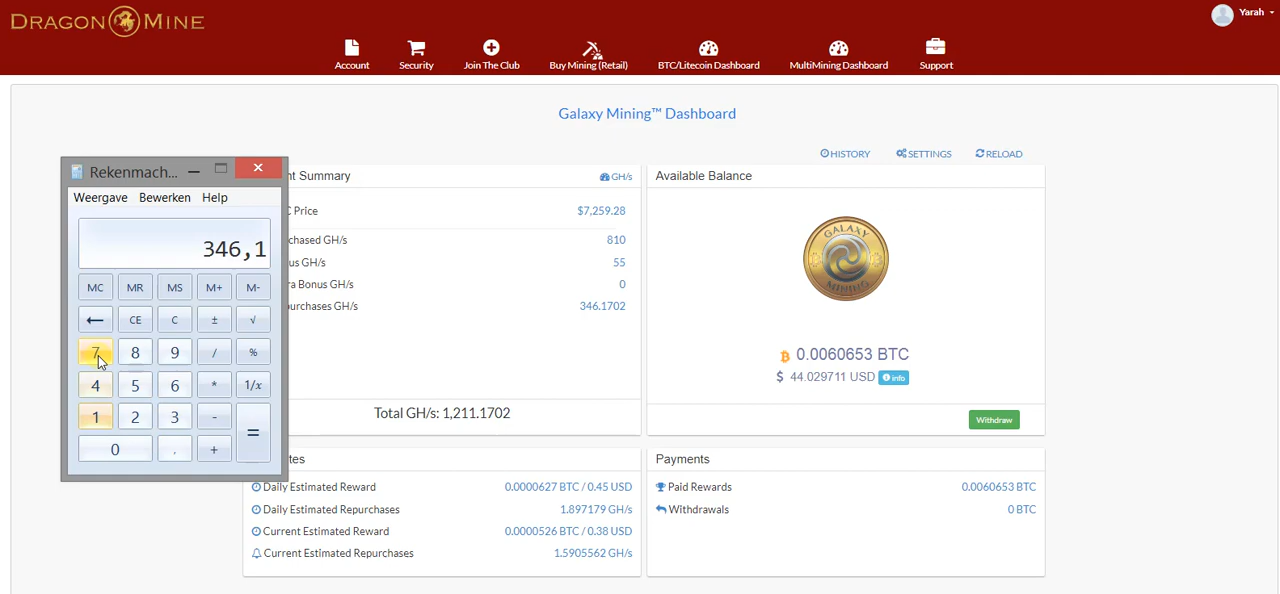 DRAGON MINE
Yarah
Account
Security
Join The Club
Buy Mining (Retail)
BTC/Litecoin Dashboard
MultiMining Dashboard
Support
Galaxy Mining™ Dashboard
HISTORY
SETTINGS
RELOAD
Rekenmach...
Weergave Bewerken Help
346,1
MC MR MS M+ M-
← CE C ± √
7 8 9 / %
4 5 6 * 1/x
1 2 3 - =
0 . +
nt Summary
GH/s
C Price $7,259.28
chased GH/s 810
us GH/s 55
ra Bonus GH/s 0
urchases GH/s 346.1702
Total GH/s: 1,211.1702
Available Balance
GALAXY
MINING
0.0060653 BTC
$ 44.029711 USD info
Withdraw
tes
Daily Estimated Reward 0.0000627 BTC / 0.45 USD
Daily Estimated Repurchases 1.897179 GH/s
Current Estimated Reward 0.0000526 BTC / 0.38 USD
Current Estimated Repurchases 1.5905562 GH/s
Payments
Paid Rewards 0.0060653 BTC
Withdrawals 0 BTC